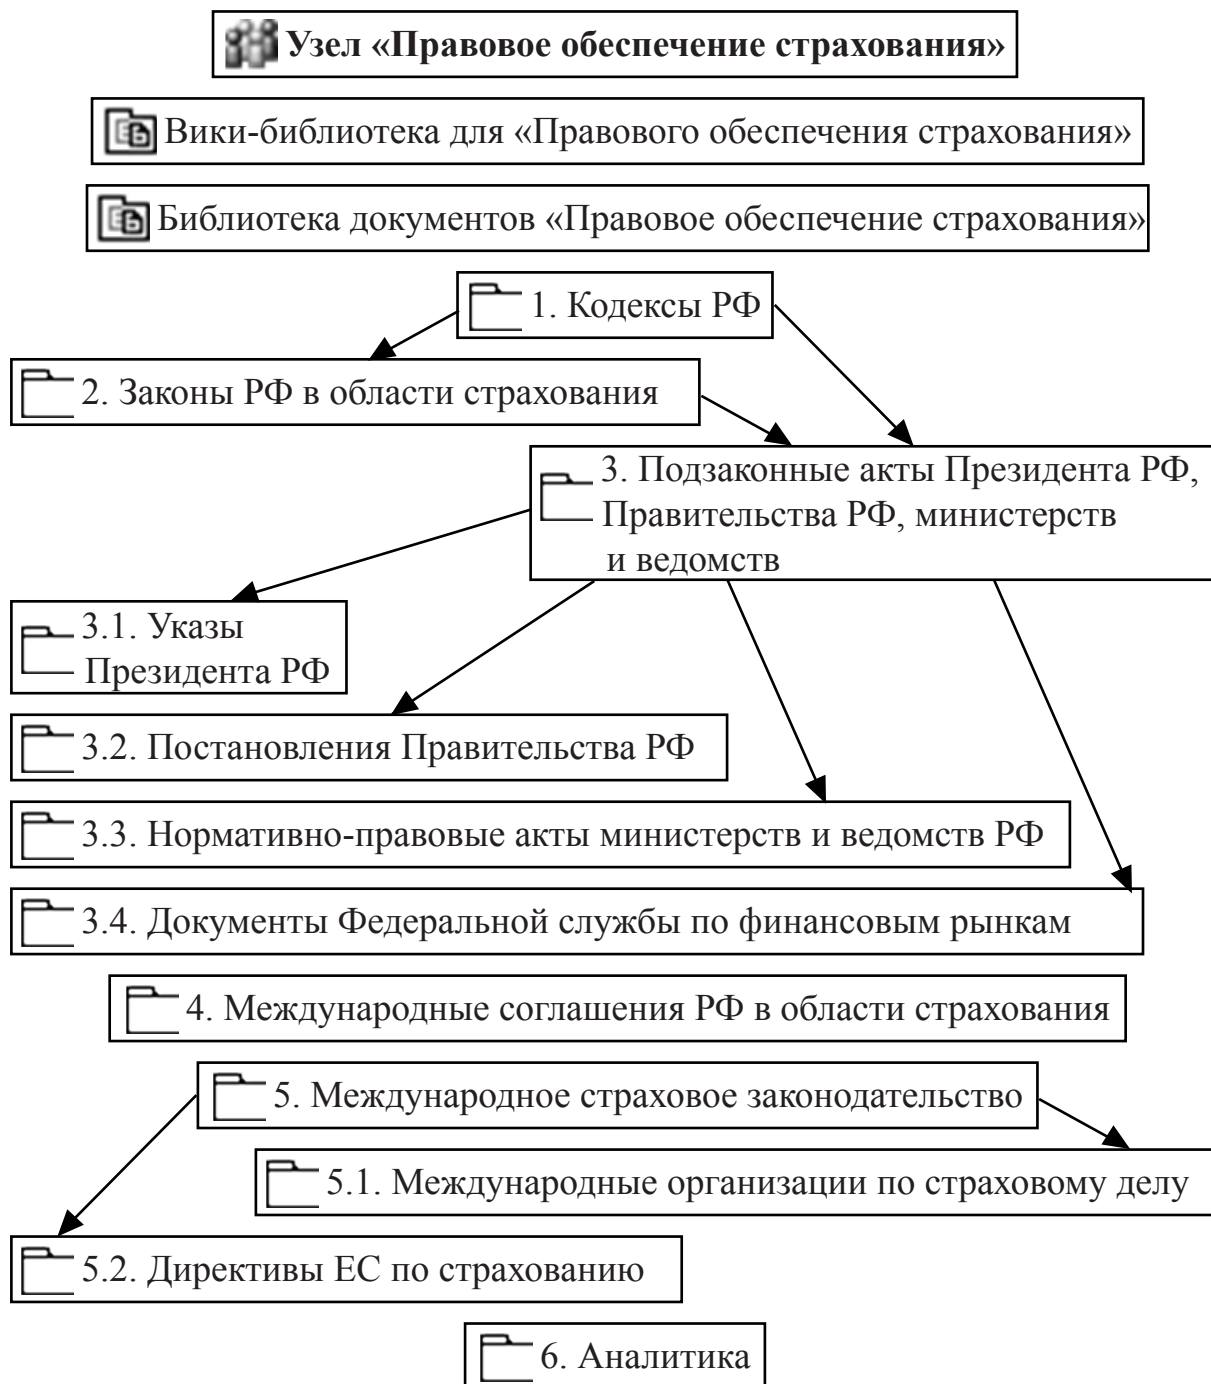 Узел «Правовое обеспечение страхования»
Вики-библиотека для «Правового обеспечения страхования»
Библиотека документов «Правовое обеспечение страхования»
1. Кодексы РФ
2. Законы РФ в области страхования
3. Подзаконные акты Президента РФ,
Правительства РФ, министерств
и ведомств
3.1. Указы
Президента РФ
3.2. Постановления Правительства РФ
3.3. Нормативно-правовые акты министерств и ведомств РФ
3.4. Документы Федеральной службы по финансовым рынкам
4. Международные соглашения РФ в области страхования
5. Международное страховое законодательство
5.1. Международные организации по страховому делу
5.2. Директивы ЕС по страхованию
6. Аналитика